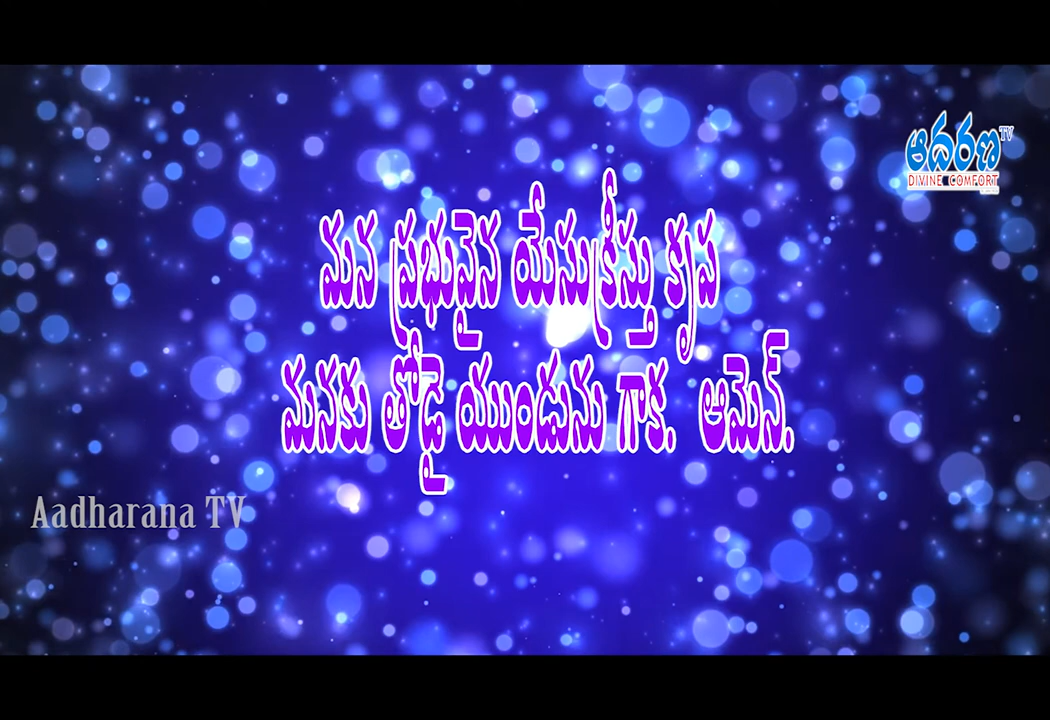 ఆదరణ TV
DIVINE COMFORT
మన ప్రభువైన యేసుక్రీస్తు కృప
మనకు తోడై యుండును గాక. ఆమెన్.
Aadharana TV